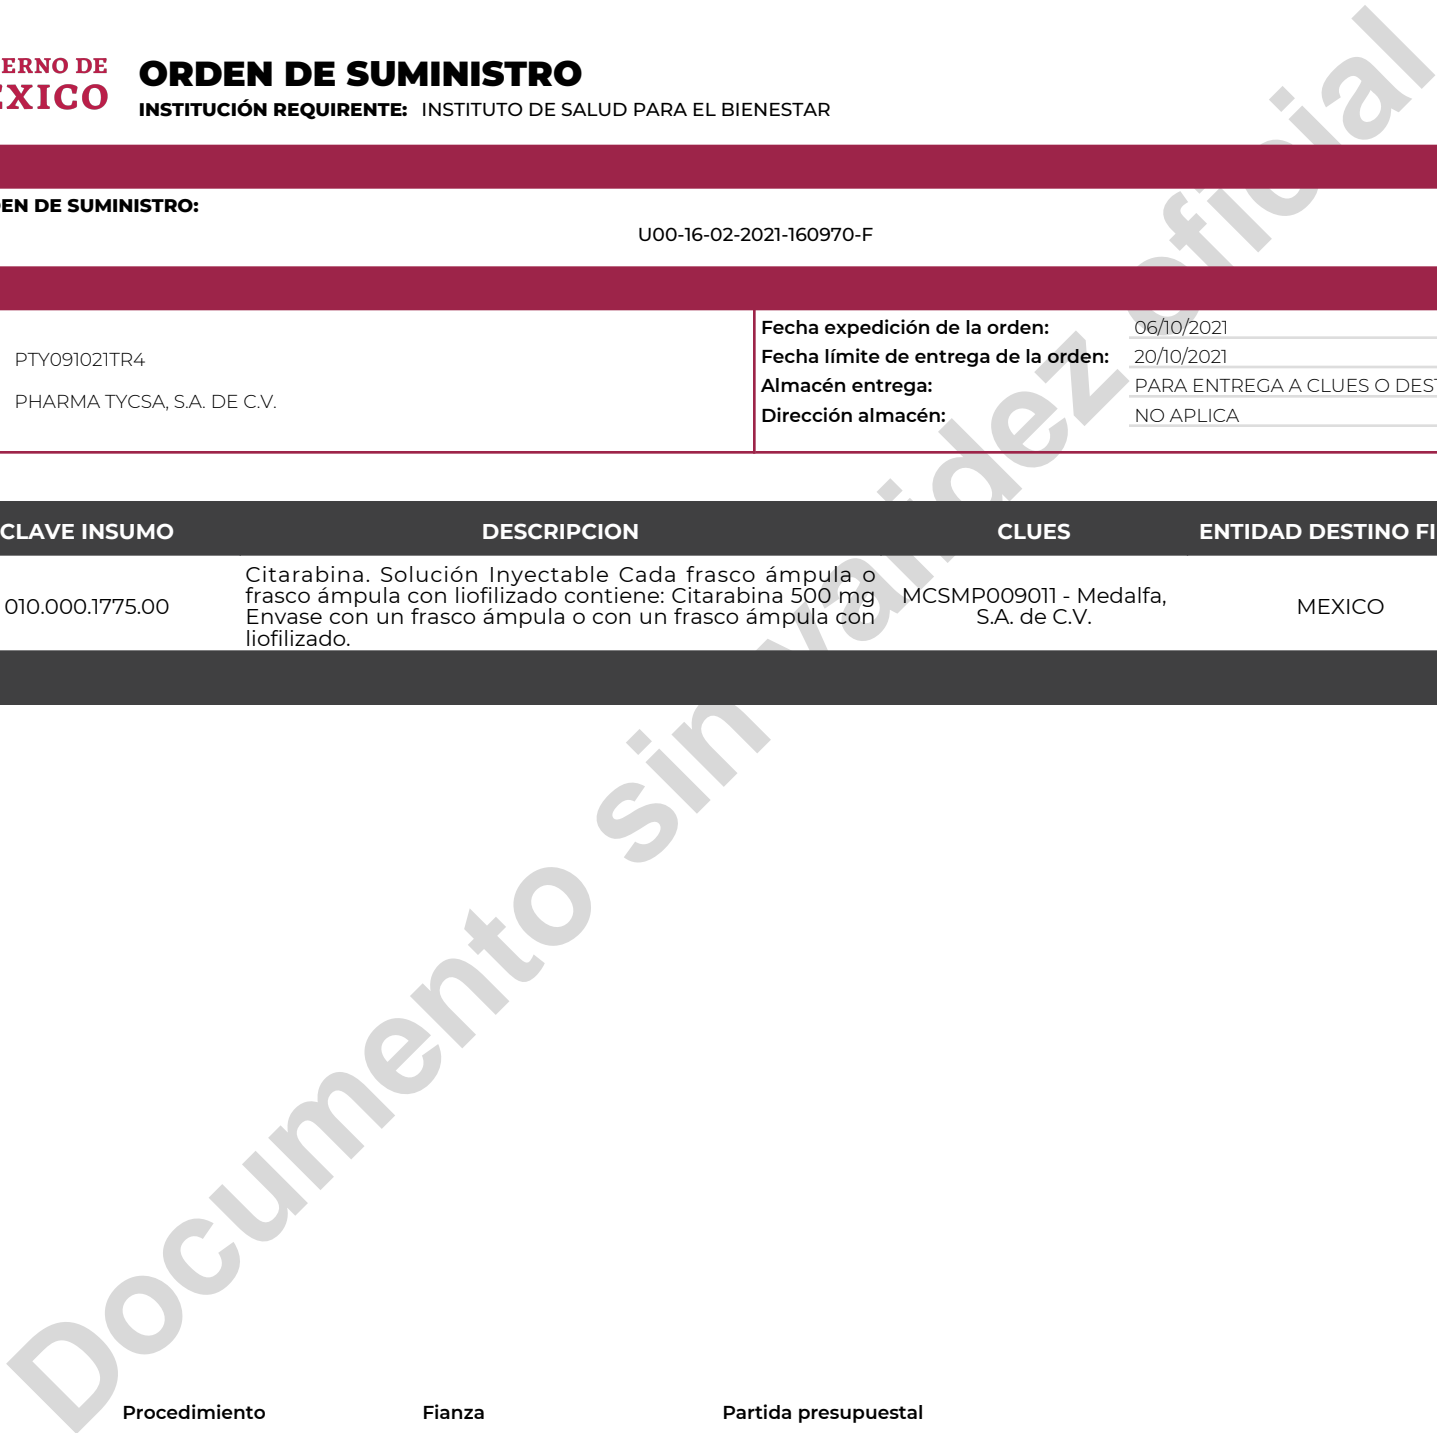 ERNO DE
EXICO
ORDEN DE SUMINISTRO
INSTITUCIÓN REQUIRENTE: INSTITUTO DE SALUD PARA EL BIENESTAR
EN DE SUMINISTRO:
U00-16-02-2021-160970-F
PTY091021TR4
PHARMA TYCSA, S.A. DE C.V.
Fecha expedición de la orden: 06/10/2021
Fecha límite de entrega de la orden: 20/10/2021
Almacén entrega: PARA ENTREGA A CLUES O DEST
Dirección almacén: NO APLICA
CLAVE INSUMO DESCRIPCION CLUES ENTIDAD DESTINO FI
010.000.1775.00
Citarabina. Solución Inyectable Cada frasco ámpula o
frasco ámpula con liofilizado contiene: Citarabina 500 mg
Envase con un frasco ámpula o con un frasco ámpula con
liofilizado.
MCSMP009011 - Medalfa,
S.A. de C.V.
MEXICO
Documento sin validez oficial
Procedimiento Fianza Partida presupuestal